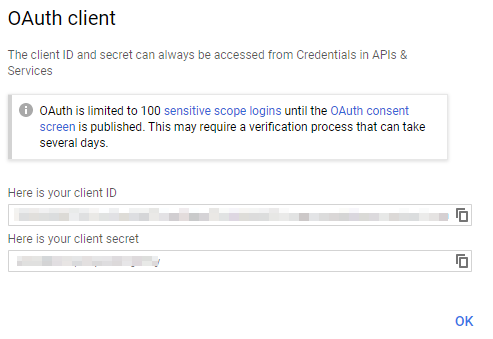 OAuth client
The client ID and secret can always be accessed from Credentials in APIs &
Services
OAuth is limited to 100 sensitive scope logins until the OAuth consent
screen is published. This may require a verification process that can take
several days.
Here is your client ID
Here is your client secret
OK